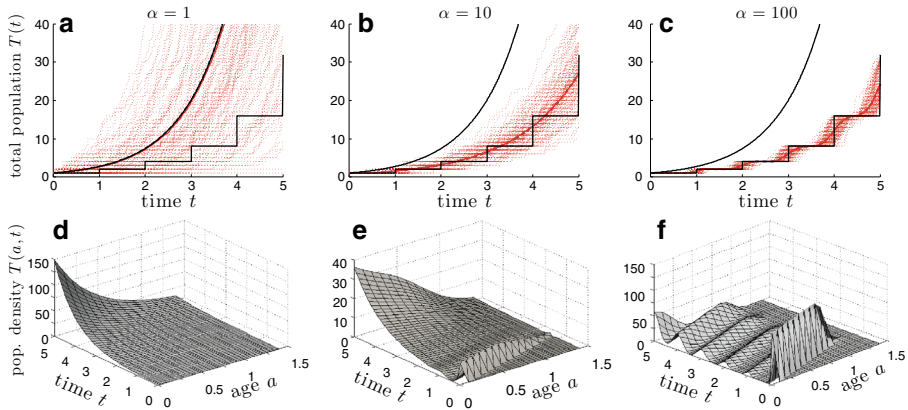 α = 1
α = 10
α = 100
a
b
c
total population T(t)
40
30
20
10
0
0 1 2 3 4 5
time t
40
30
20
10
0
0 1 2 3 4 5
time t
40
30
20
10
0
0 1 2 3 4 5
time t
d
e
f
pop. density T(a,t)
150
100
50
0
5 4 3 2 1 0
time t
0 0.5 1 1.5
age a
40
30
20
10
0
5 4 3 2 1 0
time t
0 0.5 1 1.5
age a
150
100
50
0
5 4 3 2 1 0
time t
0 0.5 1 1.5
age a